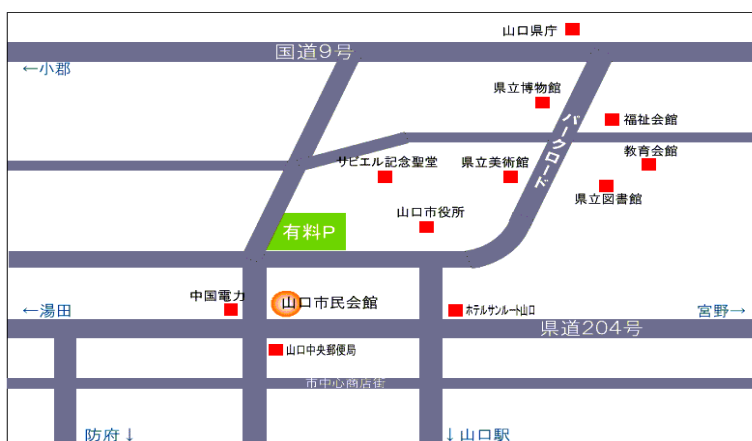 山口県庁
国道9号
←小郡
県立博物館
パークロード
福祉会館
教育会館
サビエル記念聖堂
県立美術館
県立図書館
山口市役所
有料P
中国電力
山口市民会館
ホテルサンルート山口
←湯田
宮野→
県道204号
山口中央郵便局
市中心商店街
防府↓
↓山口駅